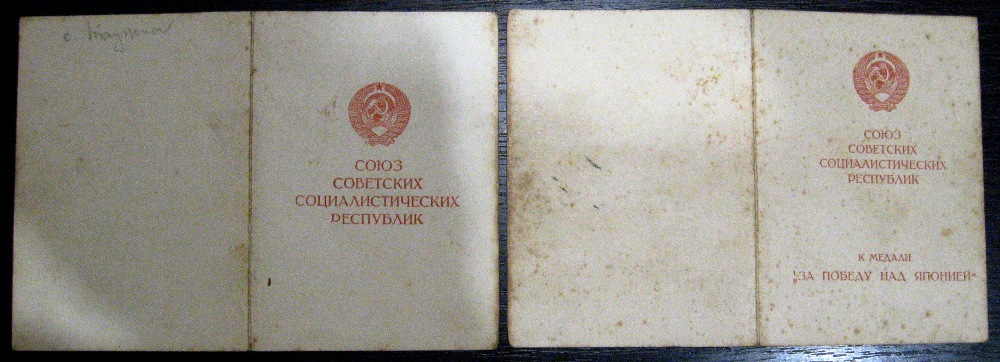 СОЮЗ
СОВЕТСКИХ
СОЦИАЛИСТИЧЕСКИХ
РЕСПУБЛИК
СОЮЗ
СОВЕТСКИХ
СОЦИАЛИСТИЧЕСКИХ
РЕСПУБЛИК
К МЕДАЛИ
„ЗА ПОБЕДУ НАД ЯПОНИЕЙ“